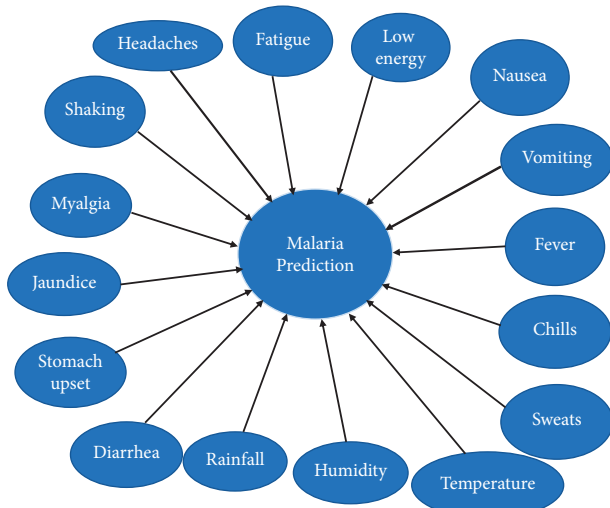 Headaches
Fatigue
Low
energy
Nausea
Shaking
Vomiting
Myalgia
Malaria
Prediction
Fever
Jaundice
Chills
Stomach
upset
Sweats
Diarrhea
Rainfall
Humidity
Temperature